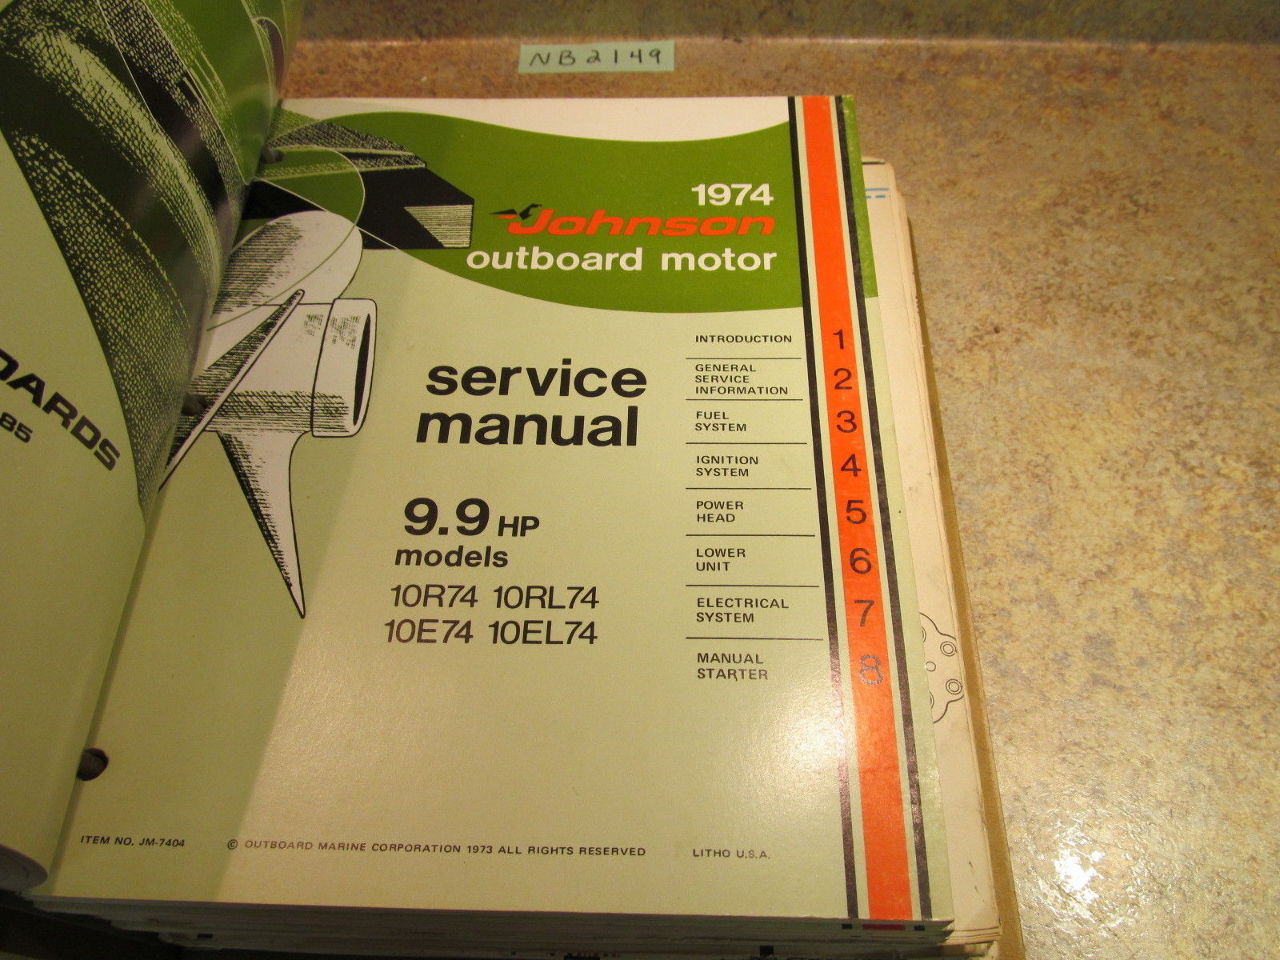 NB2149
1974
Johnson
outboard motor
service
manual
9.9 HP
models
10R74 10RL74
10E74 10EL74
INTRODUCTION 1
GENERAL
SERVICE
INFORMATION 2
FUEL
SYSTEM 3
IGNITION
SYSTEM 4
POWER
HEAD 5
LOWER
UNIT 6
ELECTRICAL
SYSTEM 7
MANUAL
STARTER 8
ITEM NO. JM-7404
© OUTBOARD MARINE CORPORATION 1973 ALL RIGHTS RESERVED
LITHO U.S.A.
DARDS
85